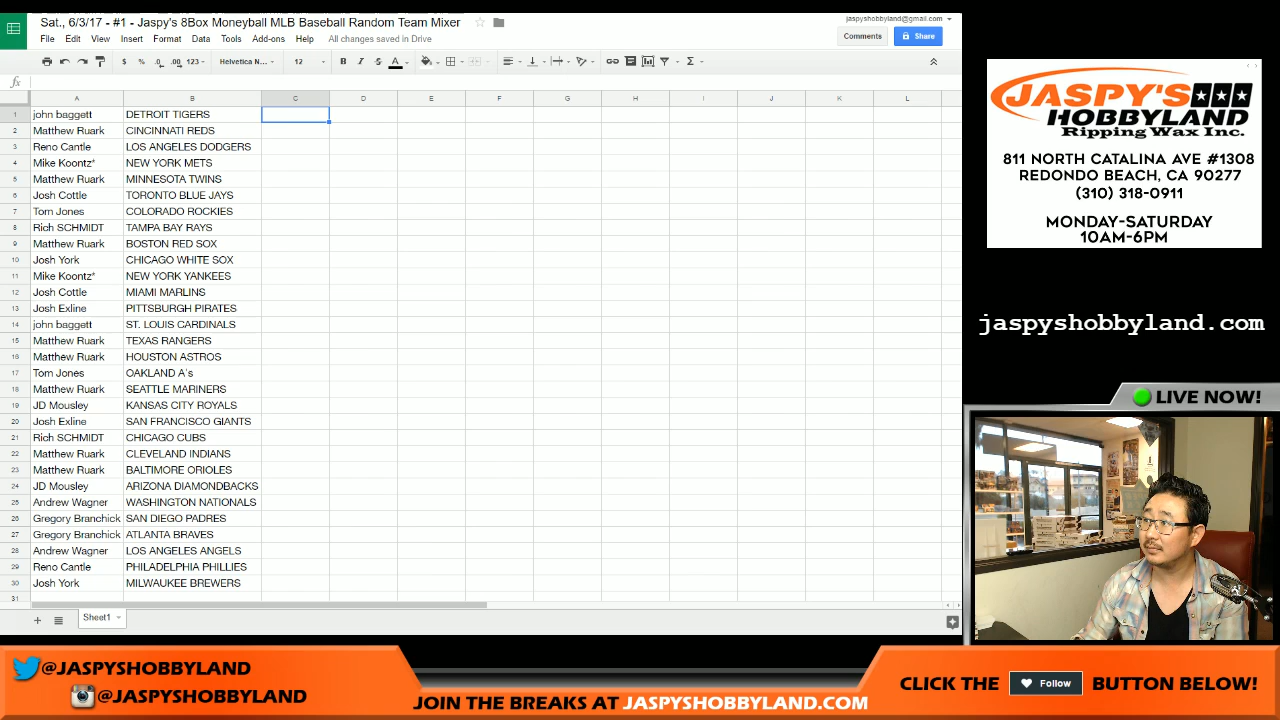 Sat., 6/3/17 - #1 - Jaspy's 8Box Moneyball MLB Baseball Random Team Mixer
jaspyshobbyland@gmail.com
File Edit View Insert Format Data Tools Add-ons Help All changes saved in Drive
Comments Share
$ % .0 .00 123 Helvetica N... 12 B I S A Σ
fx
A B C D E F G H I J K L
1 john baggett DETROIT TIGERS
2 Matthew Ruark CINCINNATI REDS
3 Reno Cantle LOS ANGELES DODGERS
4 Mike Koontz* NEW YORK METS
5 Matthew Ruark MINNESOTA TWINS
6 Josh Cottle TORONTO BLUE JAYS
7 Tom Jones COLORADO ROCKIES
8 Rich SCHMIDT TAMPA BAY RAYS
9 Matthew Ruark BOSTON RED SOX
10 Josh York CHICAGO WHITE SOX
11 Mike Koontz* NEW YORK YANKEES
12 Josh Cottle MIAMI MARLINS
13 Josh Exline PITTSBURGH PIRATES
14 john baggett ST. LOUIS CARDINALS
15 Matthew Ruark TEXAS RANGERS
16 Matthew Ruark HOUSTON ASTROS
17 Tom Jones OAKLAND A's
18 Matthew Ruark SEATTLE MARINERS
19 JD Mousley KANSAS CITY ROYALS
20 Josh Exline SAN FRANCISCO GIANTS
21 Rich SCHMIDT CHICAGO CUBS
22 Matthew Ruark CLEVELAND INDIANS
23 Matthew Ruark BALTIMORE ORIOLES
24 JD Mousley ARIZONA DIAMONDBACKS
25 Andrew Wagner WASHINGTON NATIONALS
26 Gregory Branchick SAN DIEGO PADRES
27 Gregory Branchick ATLANTA BRAVES
28 Andrew Wagner LOS ANGELES ANGELS
29 Reno Cantle PHILADELPHIA PHILLIES
30 Josh York MILWAUKEE BREWERS
31
Sheet1
JASPY'S
HOBBYLAND
Ripping Wax Inc.
811 NORTH CATALINA AVE #1308
REDONDO BEACH, CA 90277
(310) 318-0911
MONDAY-SATURDAY
10AM-6PM
jaspyshobbyland.com
LIVE NOW!
@JASPYSHOBBYLAND
@JASPYSHOBBYLAND
JOIN THE BREAKS AT JASPYSHOBBYLAND.COM
CLICK THE Follow BUTTON BELOW!